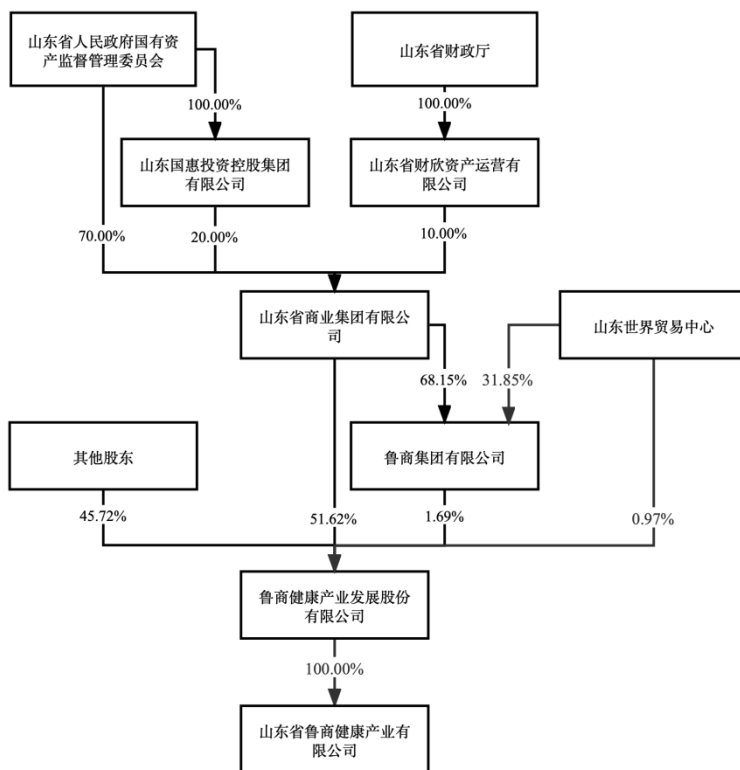 山东省人民政府国有资
产监督管理委员会
山东省财政厅
100.00%
100.00%
山东国惠投资控股集团
有限公司
山东省财欣资产运营有
限公司
70.00%
20.00%
10.00%
山东省商业集团有限公
司
山东世界贸易中心
68.15%
31.85%
其他股东
鲁商集团有限公司
45.72%
51.62%
1.69%
0.97%
鲁商健康产业发展股份
有限公司
100.00%
山东省鲁商健康产业有
限公司